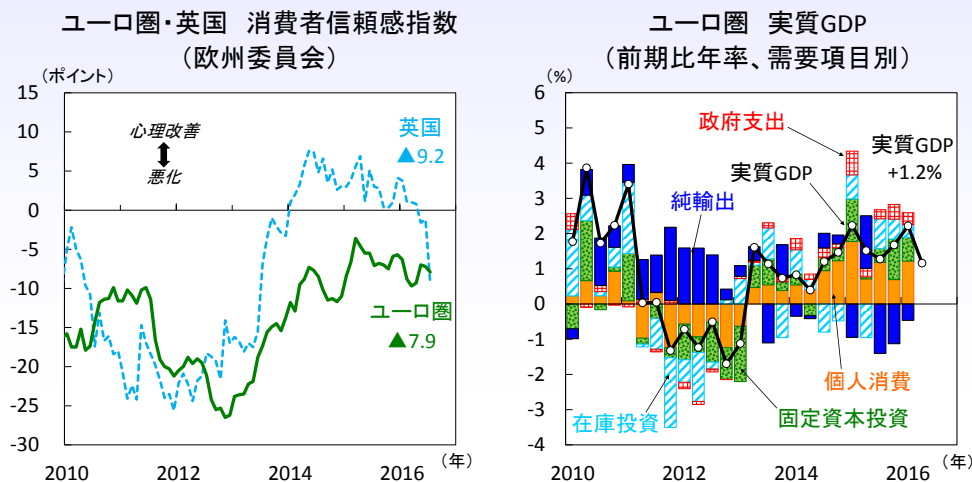 ユーロ圏・英国 消費者信頼感指数
(欧州委員会)
(ポイント)
15
10
5
0
-5
-10
-15
-20
-25
-30
心理改善
悪化
英国
▲9.2
ユーロ圏
▲7.9
2010
2012
2014
2016
(年)
ユーロ圏 実質GDP
(前期比年率、需要項目別)
(%)
6
5
4
3
2
1
0
-1
-2
-3
-4
政府支出
実質GDP
実質GDP
+1.2%
純輸出
個人消費
在庫投資
固定資本投資
2010
2012
2014
2016
(年)